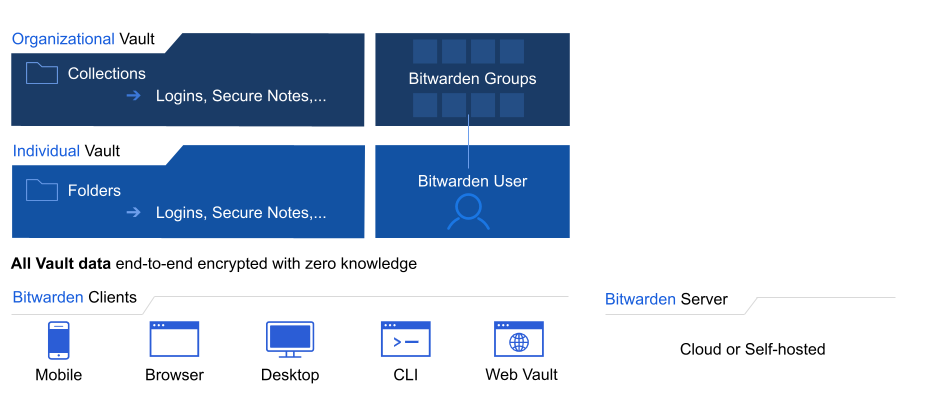 Organizational Vault
Collections
Logins, Secure Notes,...
Bitwarden Groups
Individual Vault
Folders
Logins, Secure Notes,...
Bitwarden User
All Vault data end-to-end encrypted with zero knowledge
Bitwarden Clients
Mobile
Browser
Desktop
CLI
Web Vault
Bitwarden Server
Cloud or Self-hosted